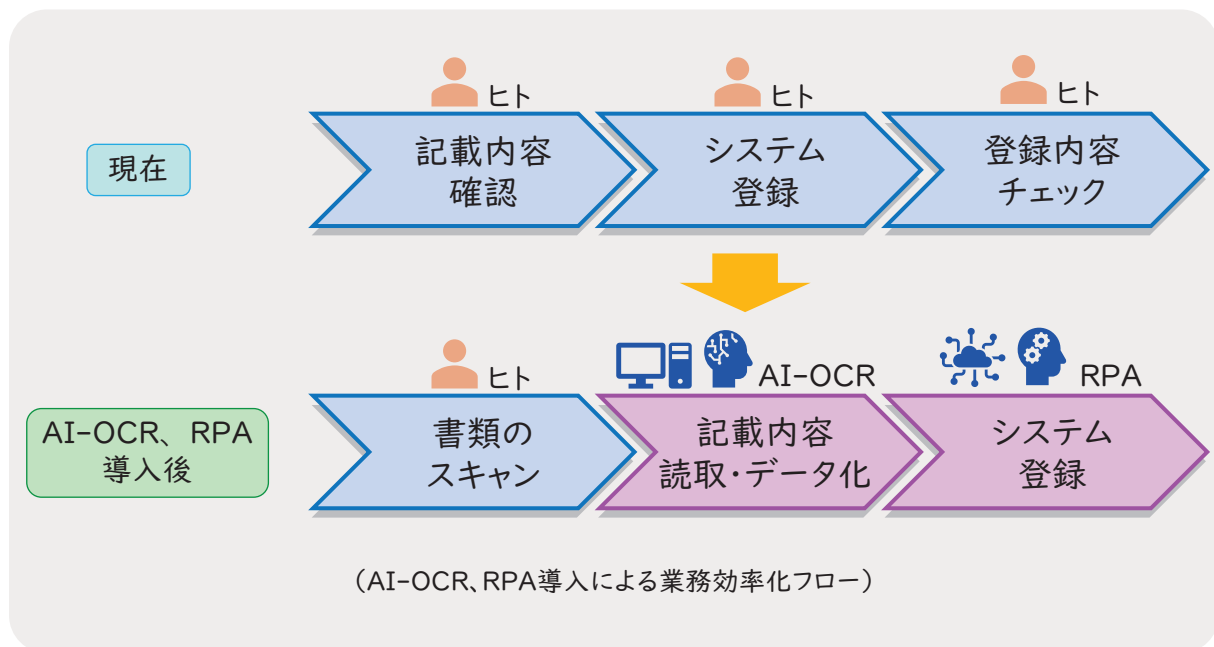 ヒト
ヒト
ヒト
現在
記載内容
確認
システム
登録
登録内容
チェック
ヒト
AI-OCR
RPA
AI-OCR、RPA
導入後
書類の
スキャン
記載内容
読取・データ化
システム
登録
（AI-OCR、RPA導入による業務効率化フロー）